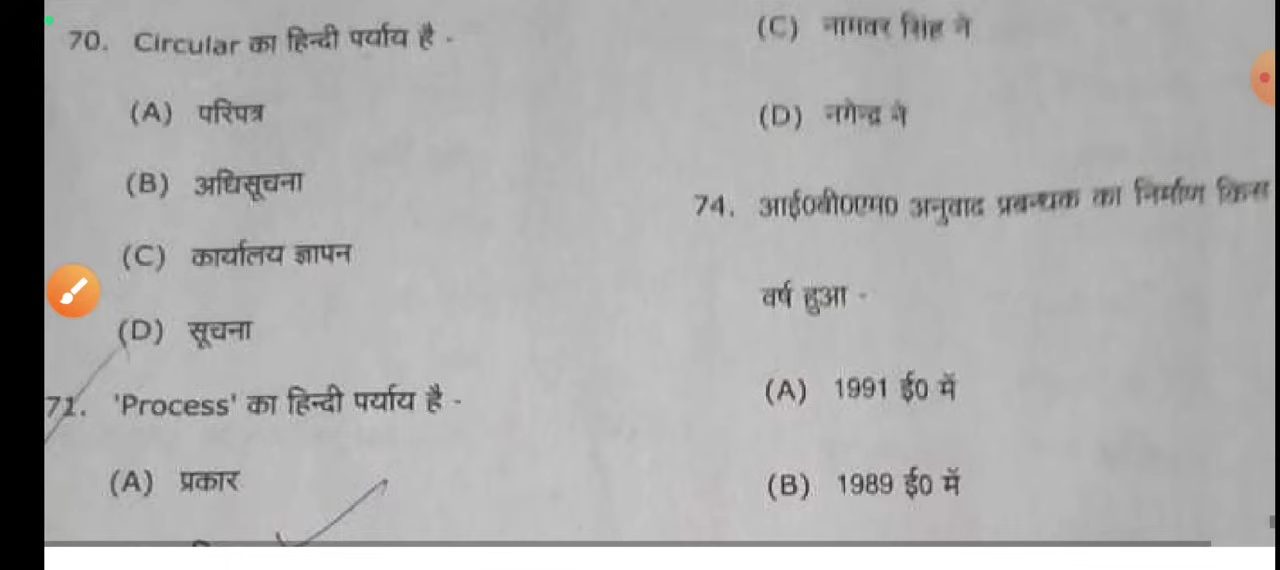 70. Circular का हिन्दी पर्याय है -
(A) परिपत्र
(B) अधिसूचना
(C) कार्यालय ज्ञापन
(D) सूचना
71. 'Process' का हिन्दी पर्याय है -
(A) प्रकार
(C) नामवर सिंह ने
(D) नगेन्द्र ने
74. आई0बी0एम0 अनुवाद प्रबन्धक का निर्माण किस
वर्ष हुआ -
(A) 1991 ई0 में
(B) 1989 ई0 में